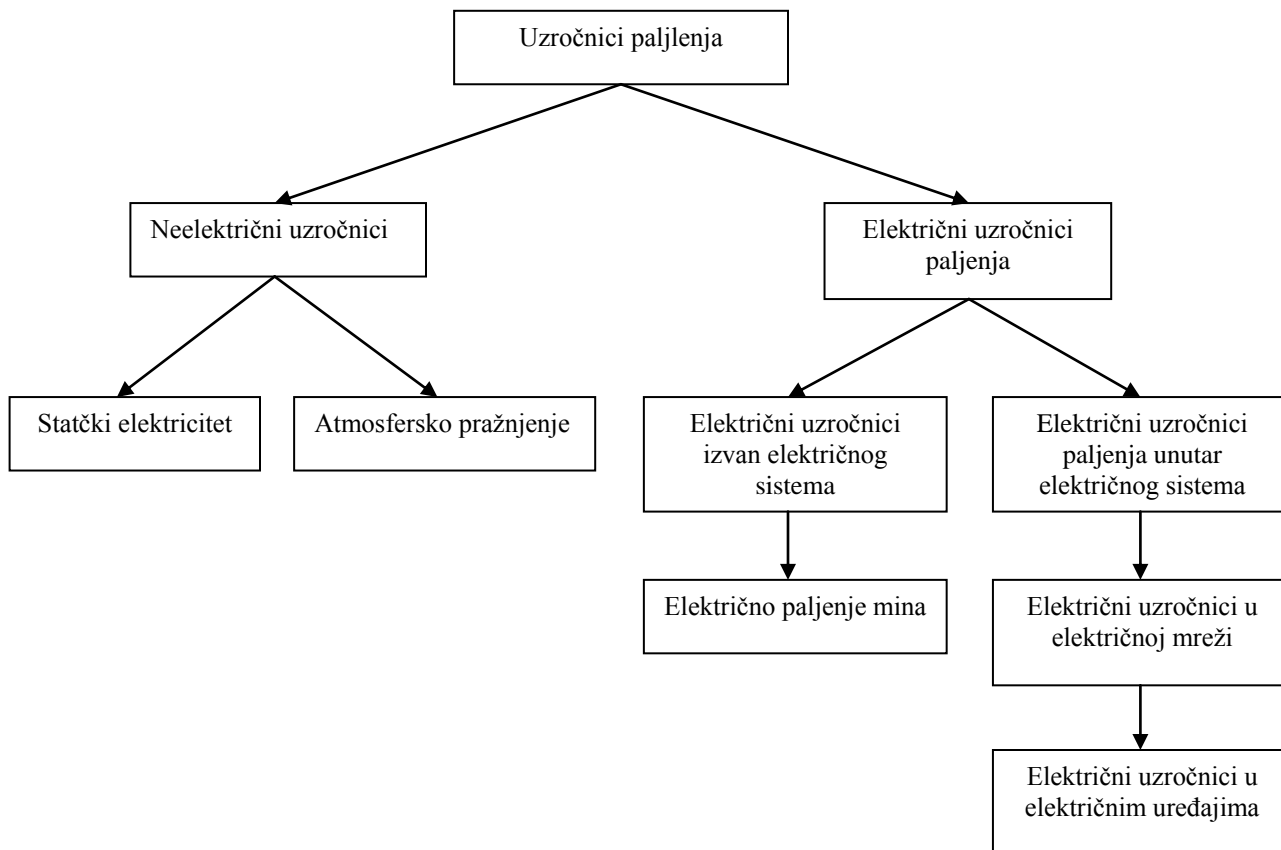 Uzročnici paljlenja
Neelektrični uzročnici
Električni uzročnici
paljenja
Statčki elektricitet
Atmosfersko pražnjenje
Električni uzročnici
izvan električnog
sistema
Električni uzročnici
paljenja unutar
električnog sistema
Električno paljenje mina
Električni uzročnici u
električnoj mreži
Električni uzročnici u
električnim uređajima